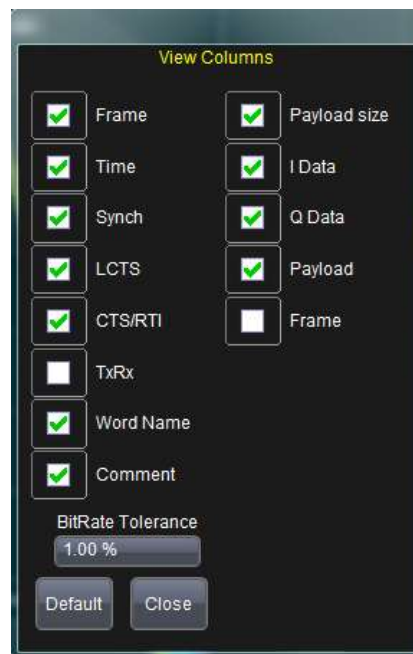 View Columns
Frame
Time
Synch
LCTS
CTS/RTI
TxRx
Word Name
Comment
Payload size
I Data
Q Data
Payload
Frame
BitRate Tolerance
1.00 %
Default
Close